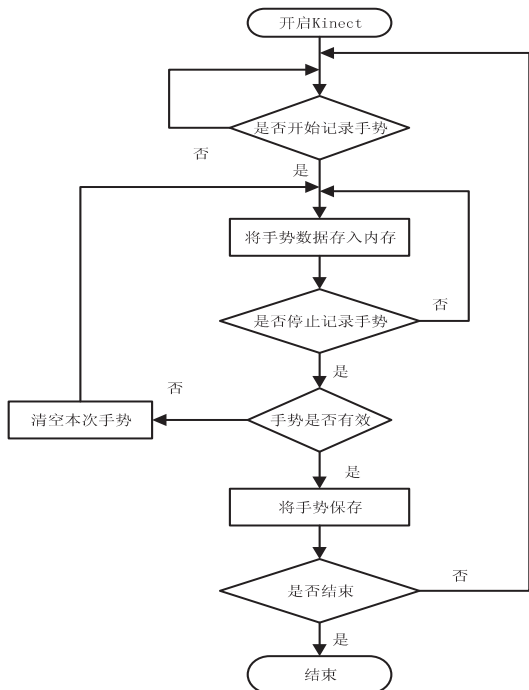 开启Kinect
是否开始记录手势
否
是
将手势数据存入内存
否
是否停止记录手势
是
否
清空本次手势
手势是否有效
是
将手势保存
否
是否结束
是
结束